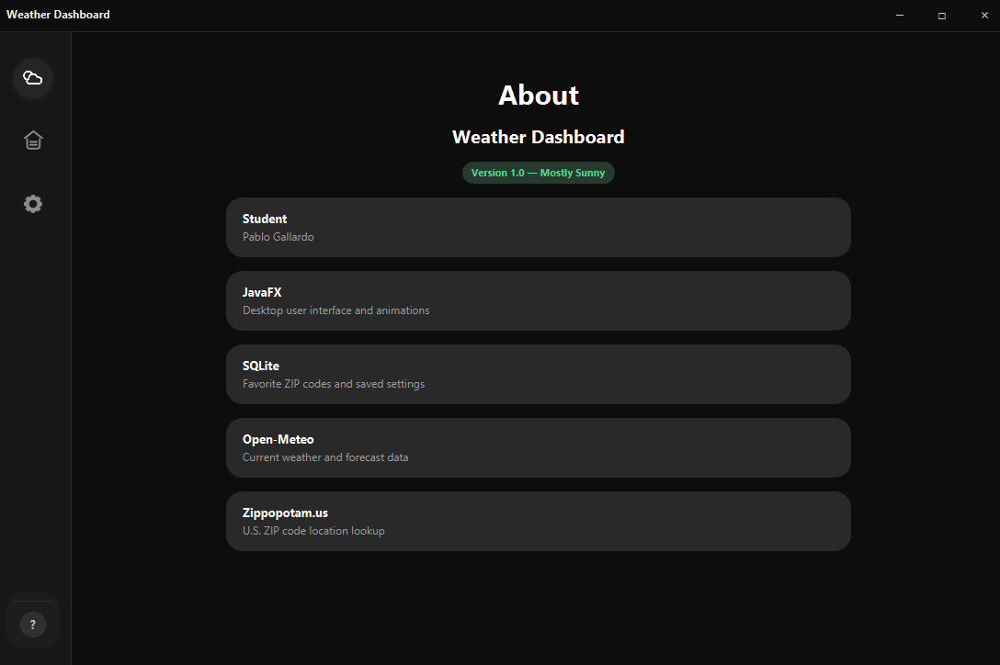 Weather Dashboard
About
Weather Dashboard
Version 1.0 — Mostly Sunny
Student
Pablo Gallardo
JavaFX
Desktop user interface and animations
SQLite
Favorite ZIP codes and saved settings
Open-Meteo
Current weather and forecast data
Zippopotam.us
U.S. ZIP code location lookup
?